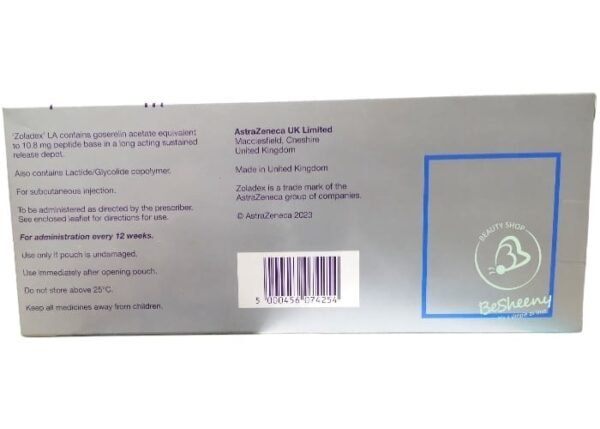 'Zoladex' LA contains goserelin acetate equivalent
to 10.8 mg peptide base in a long acting sustained
release depot.
Also contains Lactide/Glycolide copolymer.
For subcutaneous injection.
To be administered as directed by the prescriber.
See enclosed leaflet for directions for use.
For administration every 12 weeks.
Use only if pouch is undamaged.
Use immediately after opening pouch.
Do not store above 25°C.
Keep all medicines away from children.
AstraZeneca UK Limited
Macclesfield, Cheshire
United Kingdom
Made in United Kingdom
Zoladex is a trade mark of the
AstraZeneca group of companies.
© AstraZeneca 2023
5 000456 074254
BEAUTY SHOP
BeSheeny